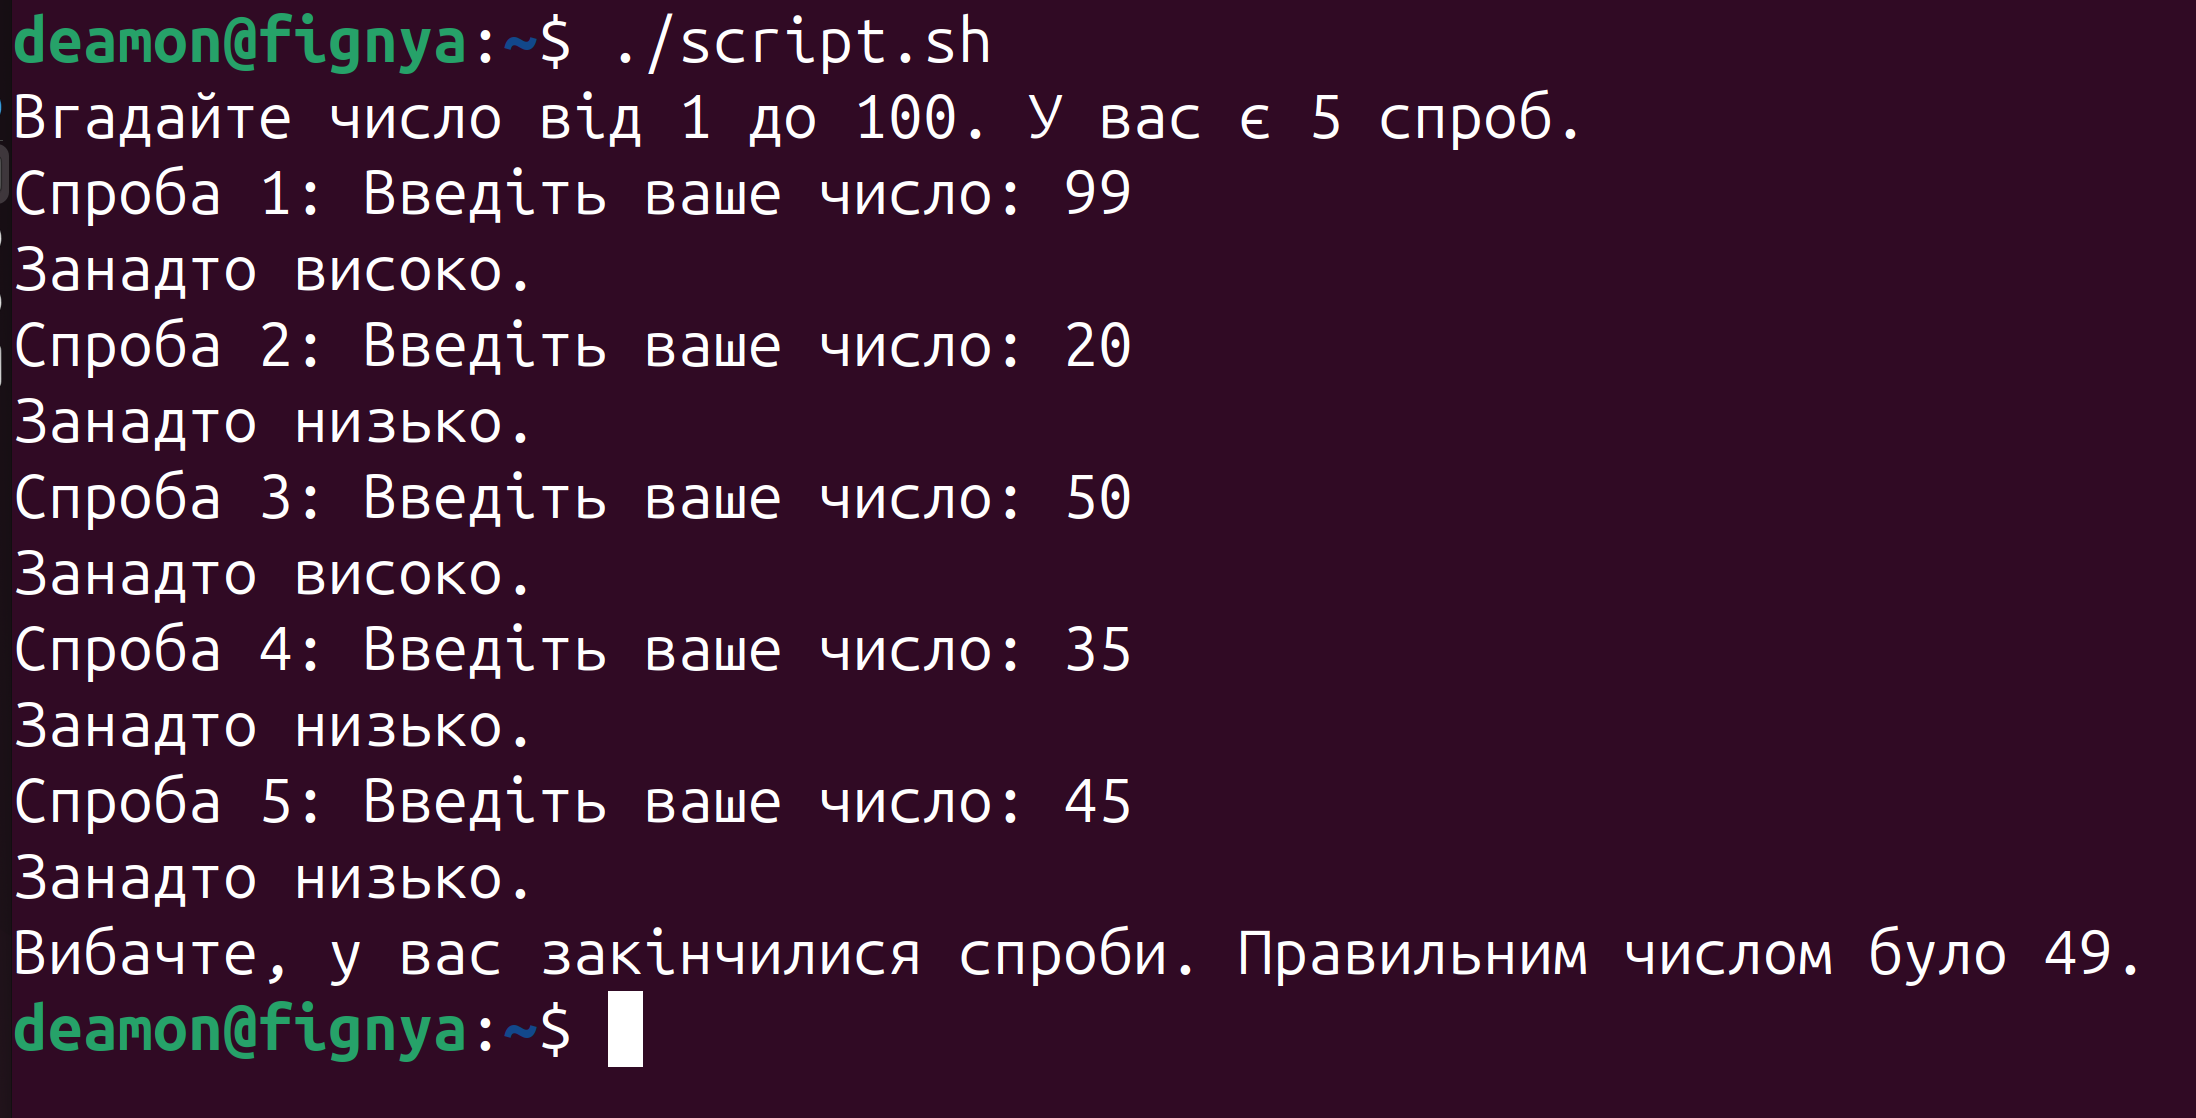 deamon@fignya:~$ ./script.sh
Вгадайте число від 1 до 100. У вас є 5 спроб.
Спроба 1: Введіть ваше число: 99
Занадто високо.
Спроба 2: Введіть ваше число: 20
Занадто низько.
Спроба 3: Введіть ваше число: 50
Занадто високо.
Спроба 4: Введіть ваше число: 35
Занадто низько.
Спроба 5: Введіть ваше число: 45
Занадто низько.
Вибачте, у вас закінчилися спроби. Правильним числом було 49.
deamon@fignya:~$